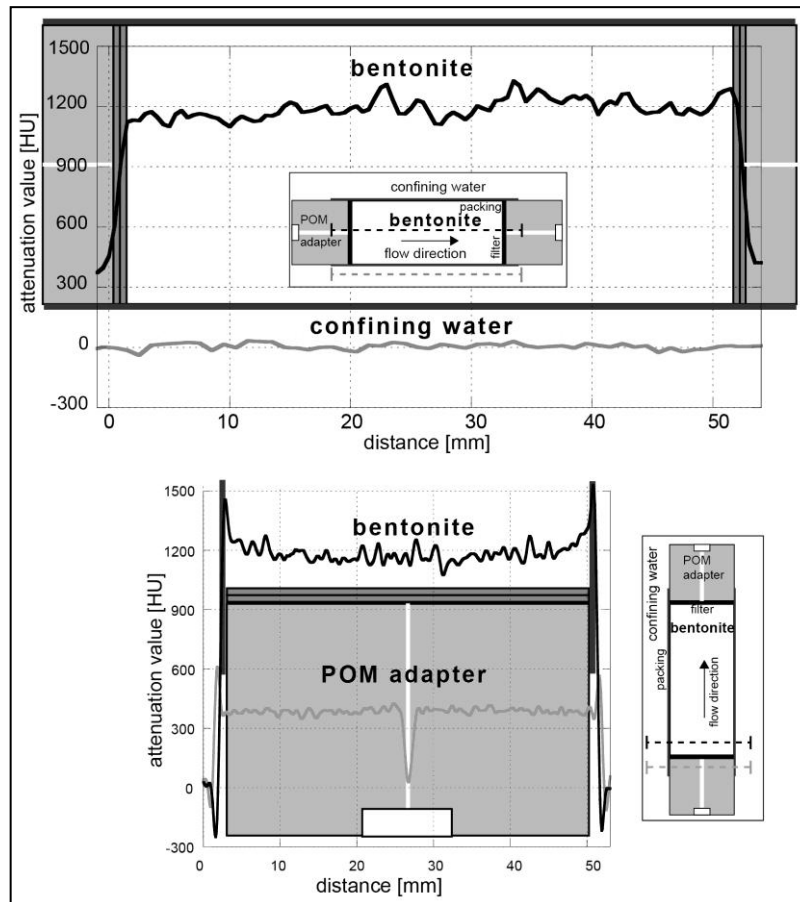 1500
1200
900
600
300
0
-300
attenuation value [HU]
bentonite
confining water
packing
POM
adapter
bentonite
filter
flow direction
confining water
0
10
20
30
40
50
distance [mm]
1500
1200
900
600
300
0
-300
attenuation value [HU]
bentonite
POM adapter
0
10
20
30
40
50
distance [mm]
confining water
packing
POM
adapter
filter
bentonite
flow direction